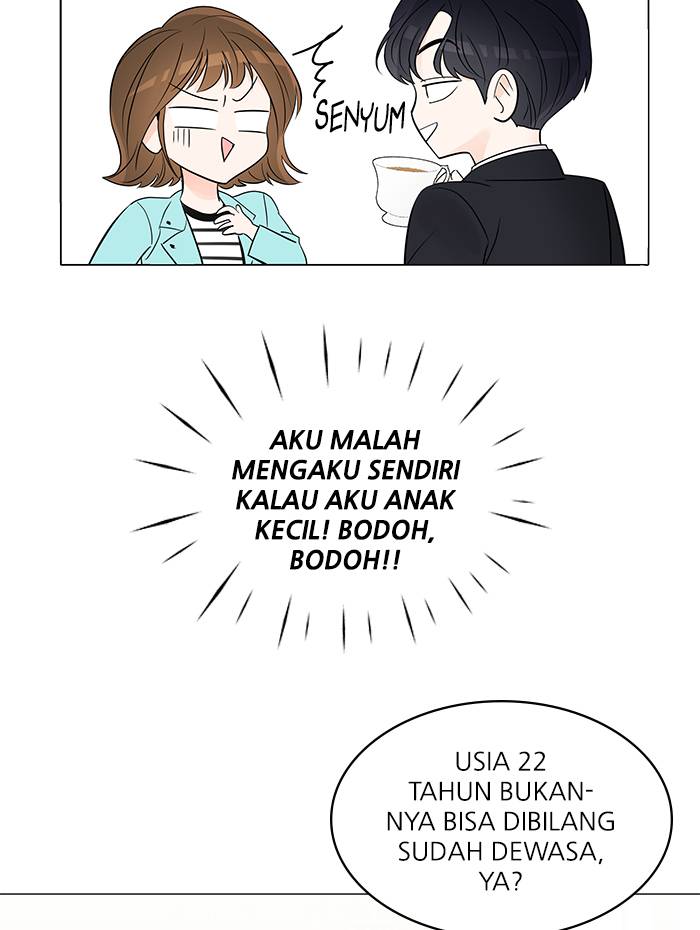 SENYUM
AKU MALAH
MENGAKU SENDIRI
KALAU AKU ANAK
KECIL! BODOH,
BODOH!!
USIA 22
TAHUN BUKAN-
NYA BISA DIBILANG
SUDAH DEWASA,
YA?